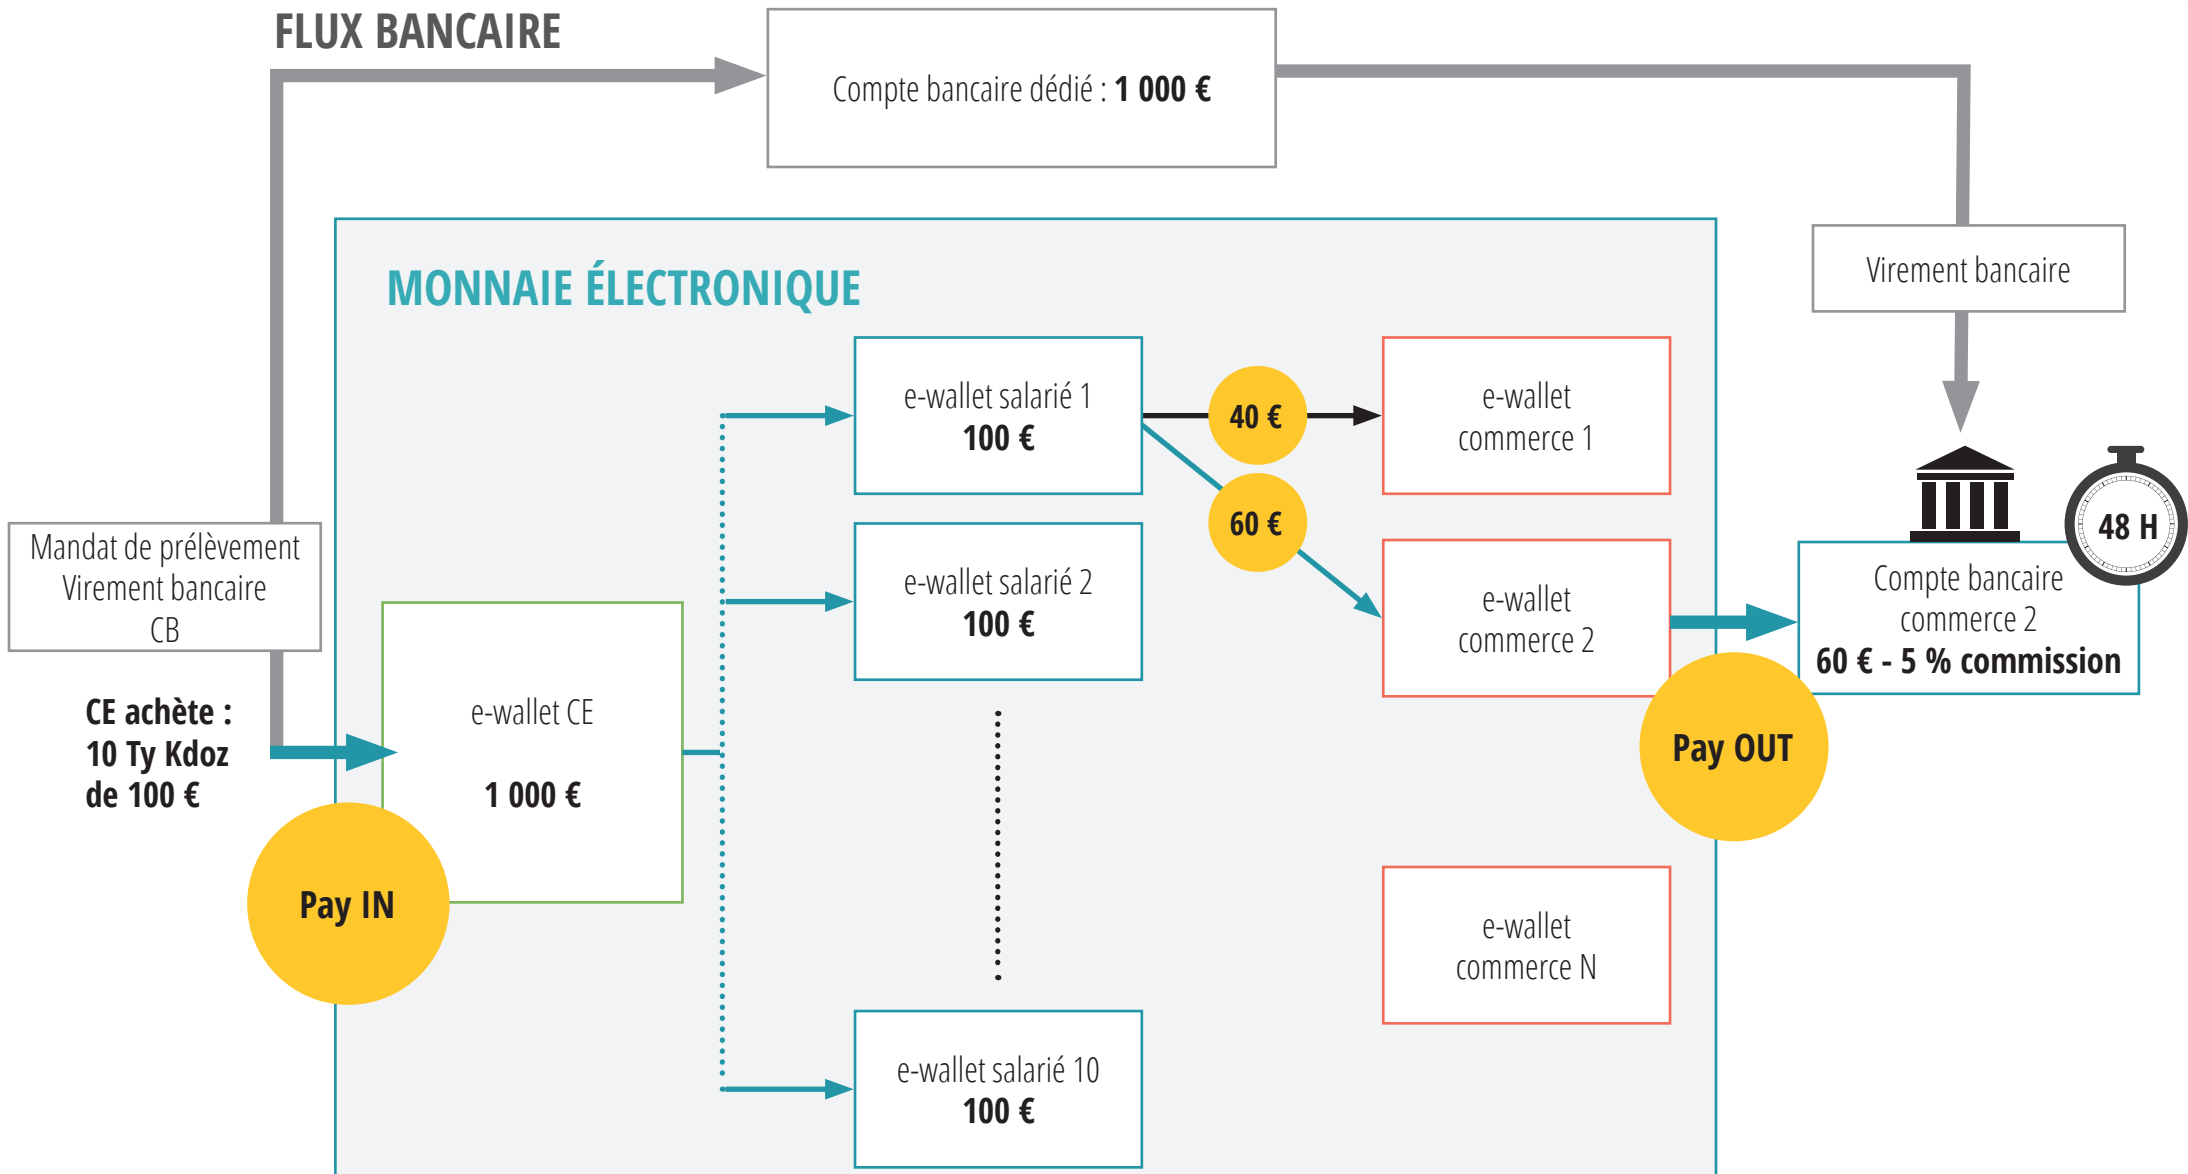 FLUX BANCAIRE
Compte bancaire dédié : 1 000 €
Virement bancaire
MONNAIE ÉLECTRONIQUE
Mandat de prélèvement
Virement bancaire
CB
CE achète :
10 Ty Kdoz
de 100 €
Pay IN
e-wallet CE
1 000 €
e-wallet salarié 1
100 €
e-wallet salarié 2
100 €
e-wallet salarié 10
100 €
40 €
60 €
e-wallet
commerce 1
e-wallet
commerce 2
e-wallet
commerce N
Pay OUT
48 H
Compte bancaire
commerce 2
60 € - 5 % commission